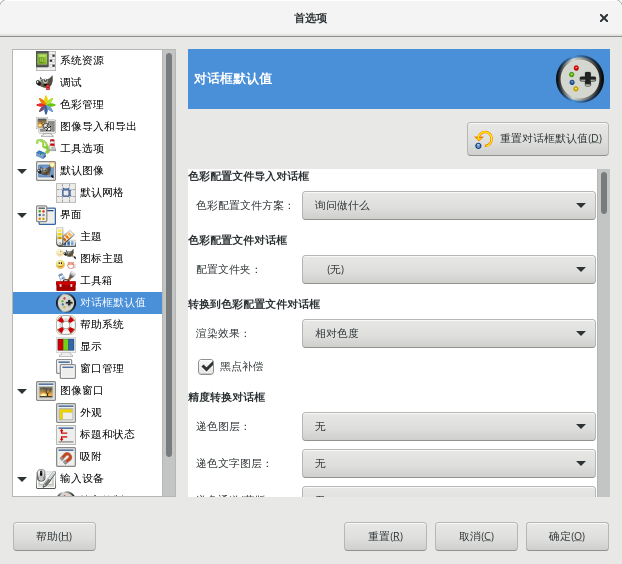 首选项
系统资源
调试
色彩管理
图像导入和导出
工具选项
默认图像
默认网格
界面
主题
图标主题
工具箱
对话框默认值
帮助系统
显示
窗口管理
图像窗口
外观
标题和状态
吸附
输入设备
对话框默认值
重置对话框默认值(D)
色彩配置文件导入对话框
色彩配置文件方案： 询问做什么
色彩配置文件对话框
配置文件夹： (无)
转换到色彩配置文件对话框
渲染效果： 相对色度
黑点补偿
精度转换对话框
递色图层： 无
递色文字图层： 无
帮助(H)
重置(R)
取消(C)
确定(O)